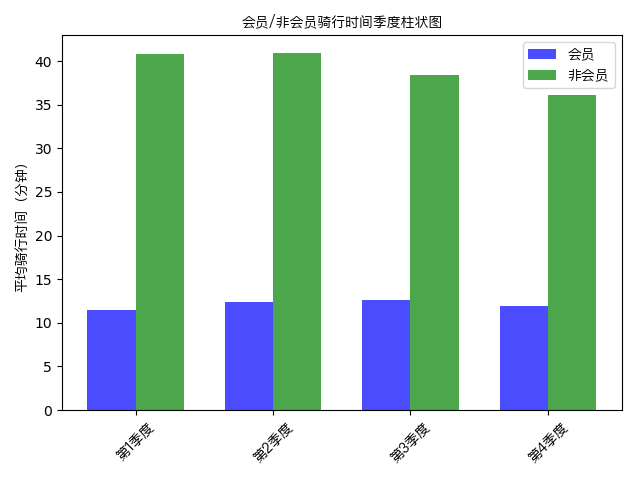 会员/非会员骑行时间季度柱状图
会员
非会员
平均骑行时间（分钟）
40
35
30
25
20
15
10
5
0
第1季度
第2季度
第3季度
第4季度